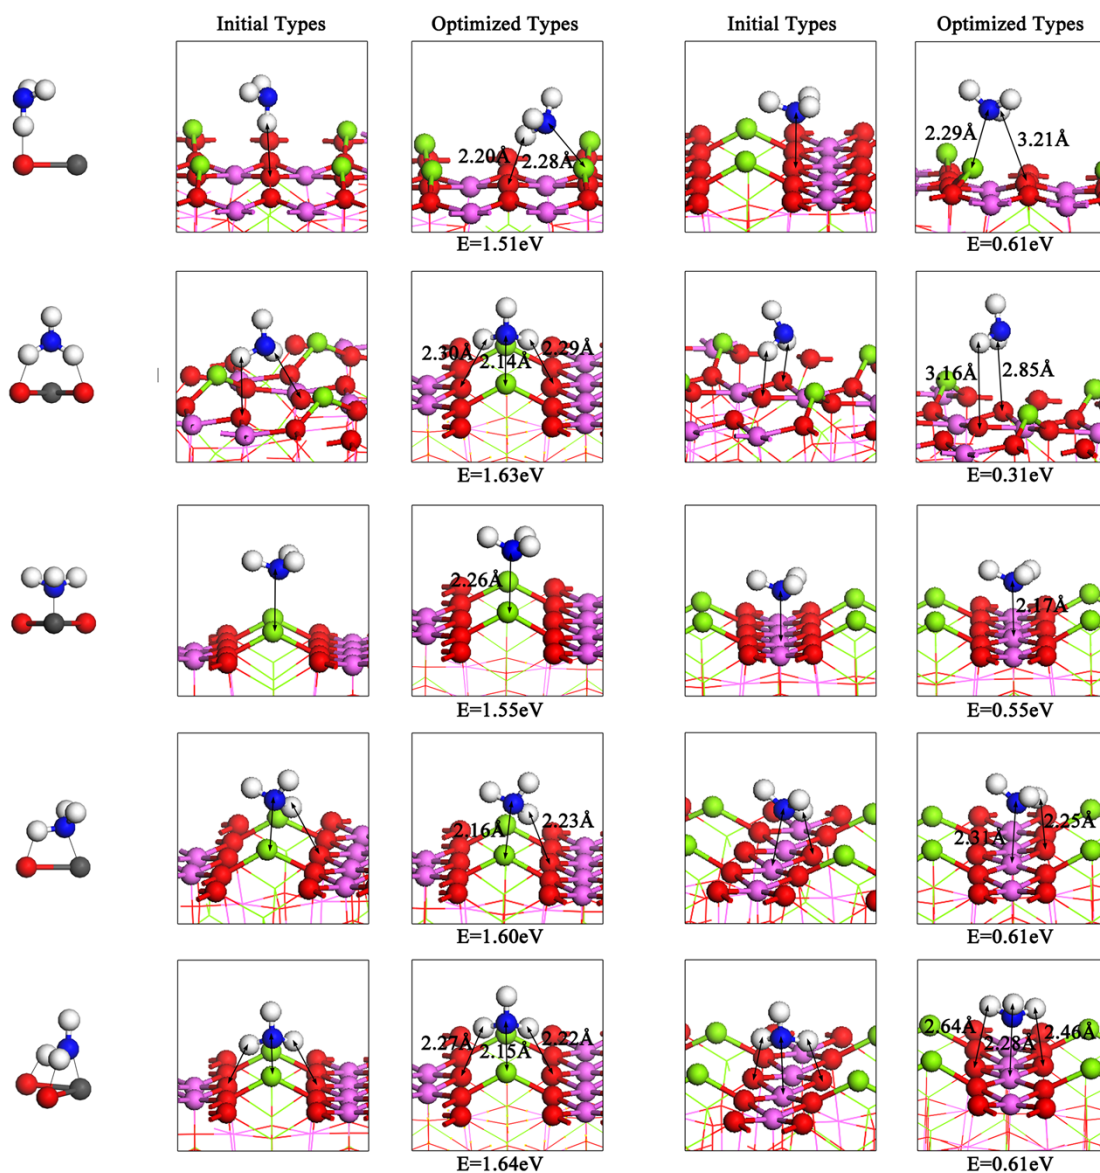 Initial Types Optimized Types Initial Types Optimized Types
2.20Å 2.28Å 2.29Å 3.21Å
E=1.51eV E=0.61eV
2.30Å 2.14Å 2.29Å 3.16Å 2.85Å
E=1.63eV E=0.31eV
2.26Å 2.17Å
E=1.55eV E=0.55eV
2.16Å 2.23Å 2.31Å 2.25Å
E=1.60eV E=0.61eV
2.27Å 2.15Å 2.22Å 2.64Å 2.28Å 2.46Å
E=1.64eV E=0.61eV